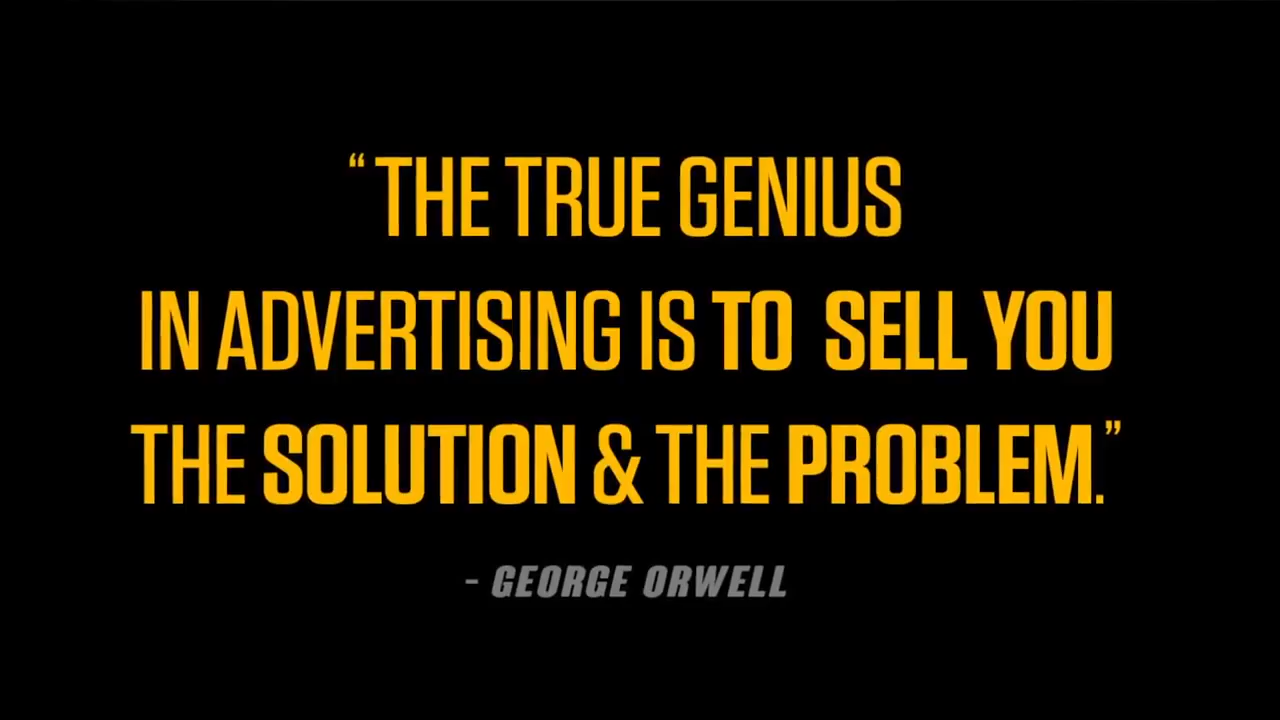 “THE TRUE GENIUS
IN ADVERTISING IS TO SELL YOU
THE SOLUTION & THE PROBLEM.”
- GEORGE ORWELL